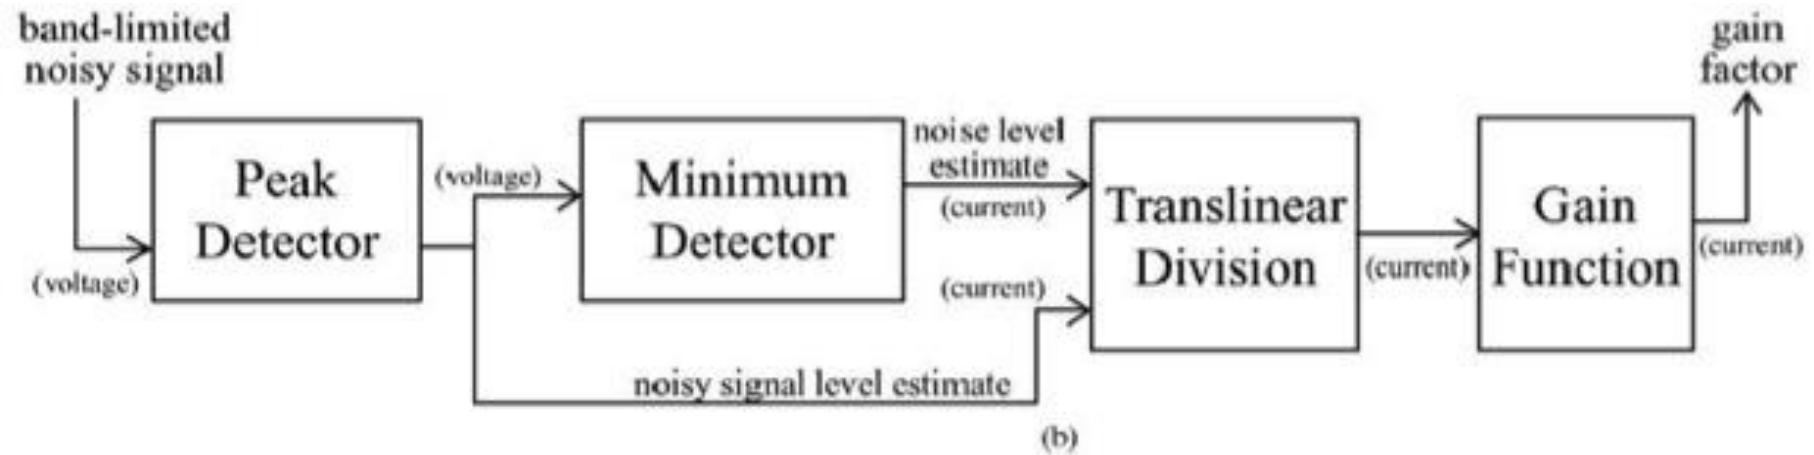 band-limited
noisy signal
(voltage)
Peak
Detector
(voltage)
Minimum
Detector
noise level
estimate
(current)
(current)
noisy signal level estimate
Translinear
Division
(current)
Gain
Function
(current)
gain
factor
(b)